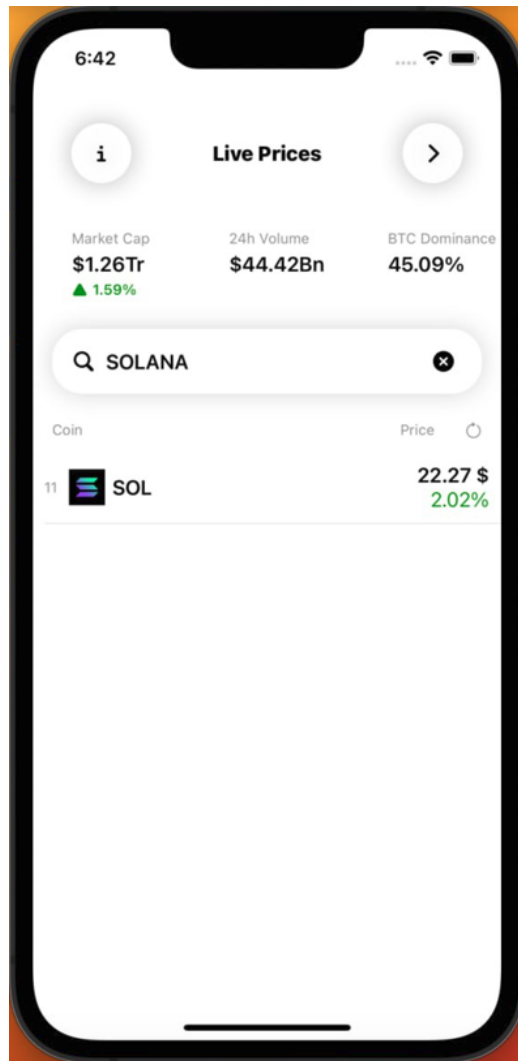 6:42
i
Live Prices
Market Cap
$1.26Tr
1.59%
24h Volume
$44.42Bn
BTC Dominance
45.09%
SOLANA
Coin
Price
11
SOL
22.27 $
2.02%